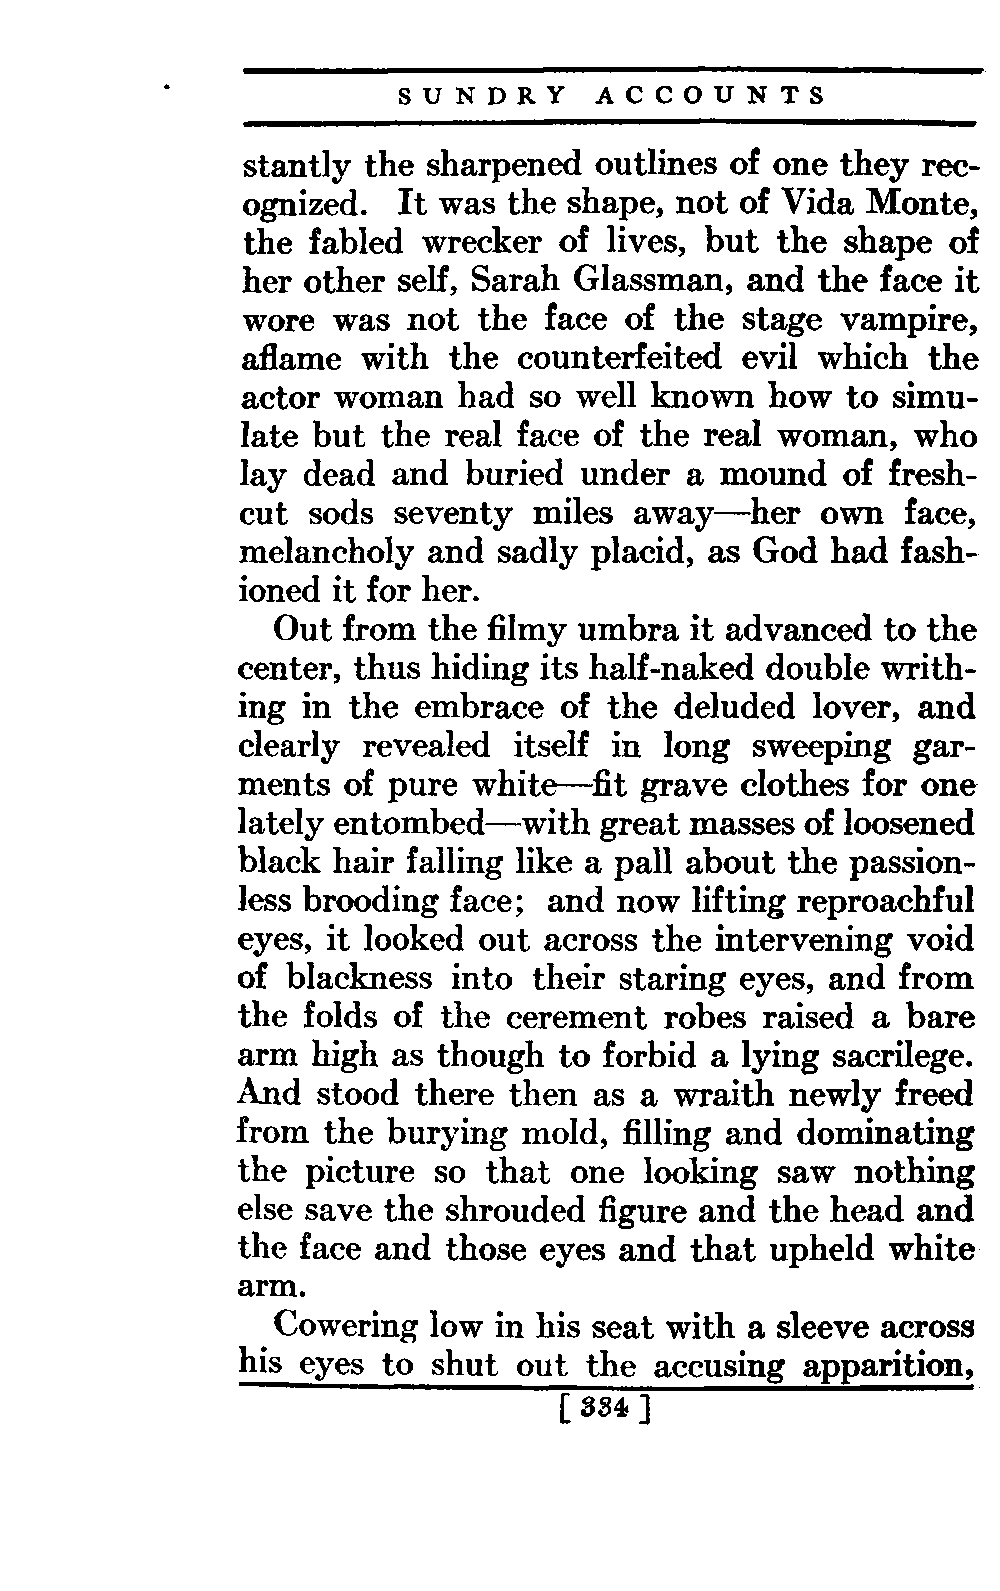 SUNDRY ACCOUNTS
stantly the sharpened outlines of one they rec-
ognized. It was the shape, not of Vida Monte,
the fabled wrecker of lives, but the shape of
her other self, Sarah Glassman, and the face it
wore was not the face of the stage vampire,
aflame with the counterfeited evil which the
actor woman had so well known how to simu-
late but the real face of the real woman, who
lay dead and buried under a mound of fresh-
cut sods seventy miles away—her own face,
melancholy and sadly placid, as God had fash-
ioned it for her.
Out from the filmy umbra it advanced to the
center, thus hiding its half-naked double writh-
ing in the embrace of the deluded lover, and
clearly revealed itself in long sweeping gar-
ments of pure white—fit grave clothes for one
lately entombed—with great masses of loosened
black hair falling like a pall about the passion-
less brooding face; and now lifting reproachful
eyes, it looked out across the intervening void
of blackness into their staring eyes, and from
the folds of the cerement robes raised a bare
arm high as though to forbid a lying sacrilege.
And stood there then as a wraith newly freed
from the burying mold, filling and dominating
the picture so that one looking saw nothing
else save the shrouded figure and the head and
the face and those eyes and that upheld white
arm.
Cowering low in his seat with a sleeve across
his eyes to shut out the accusing apparition,
[ 334 ]